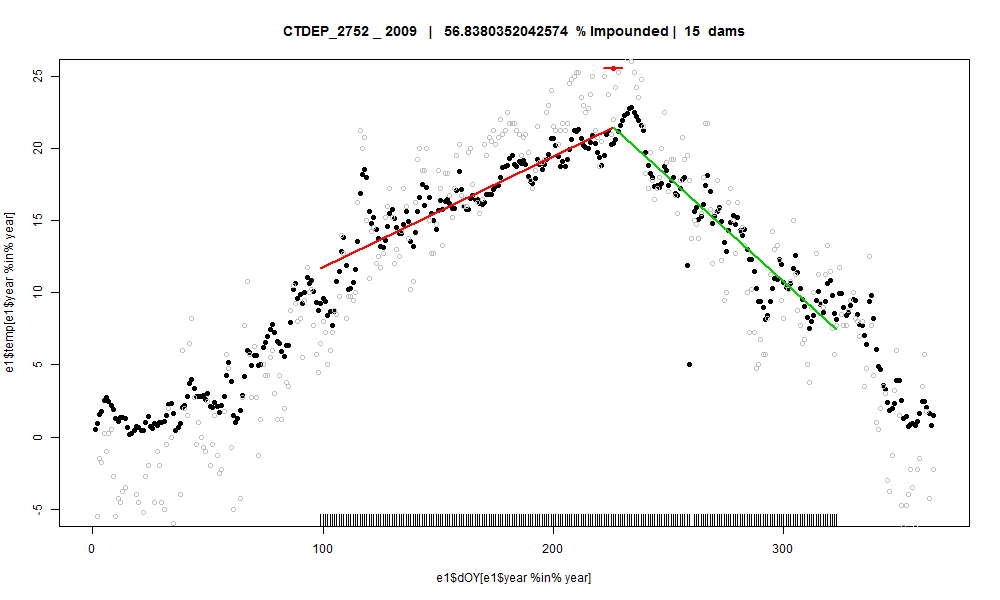 CTDEP_2752 _ 2009 | 56.8380352042574 % Impounded | 15 dams
25
20
15
10
5
0
-5
e1$temp[e1$year %in% year]
0 100 200 300
e1$dOY[e1$year %in% year]